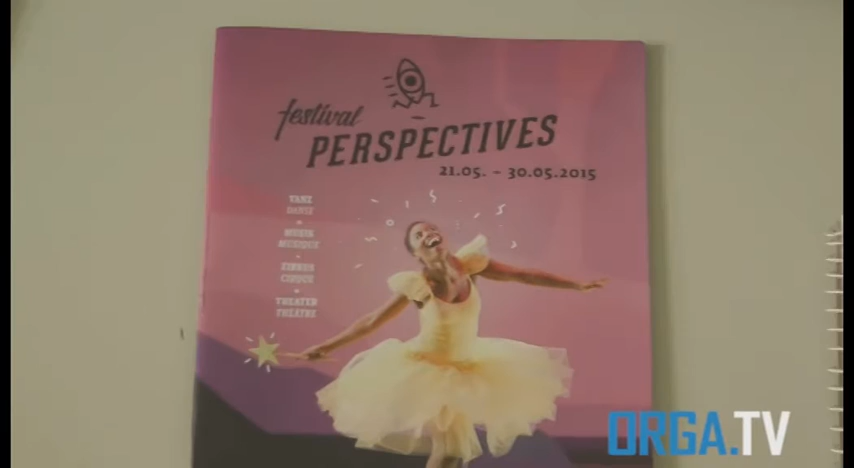 festival
PERSPECTIVES
21.05. - 30.05.2015
TANZ
DANSE
MUSIK
MUSIQUE
ZIRKUS
CIRQUE
THEATER
THÉÂTRE
ORGA.TV